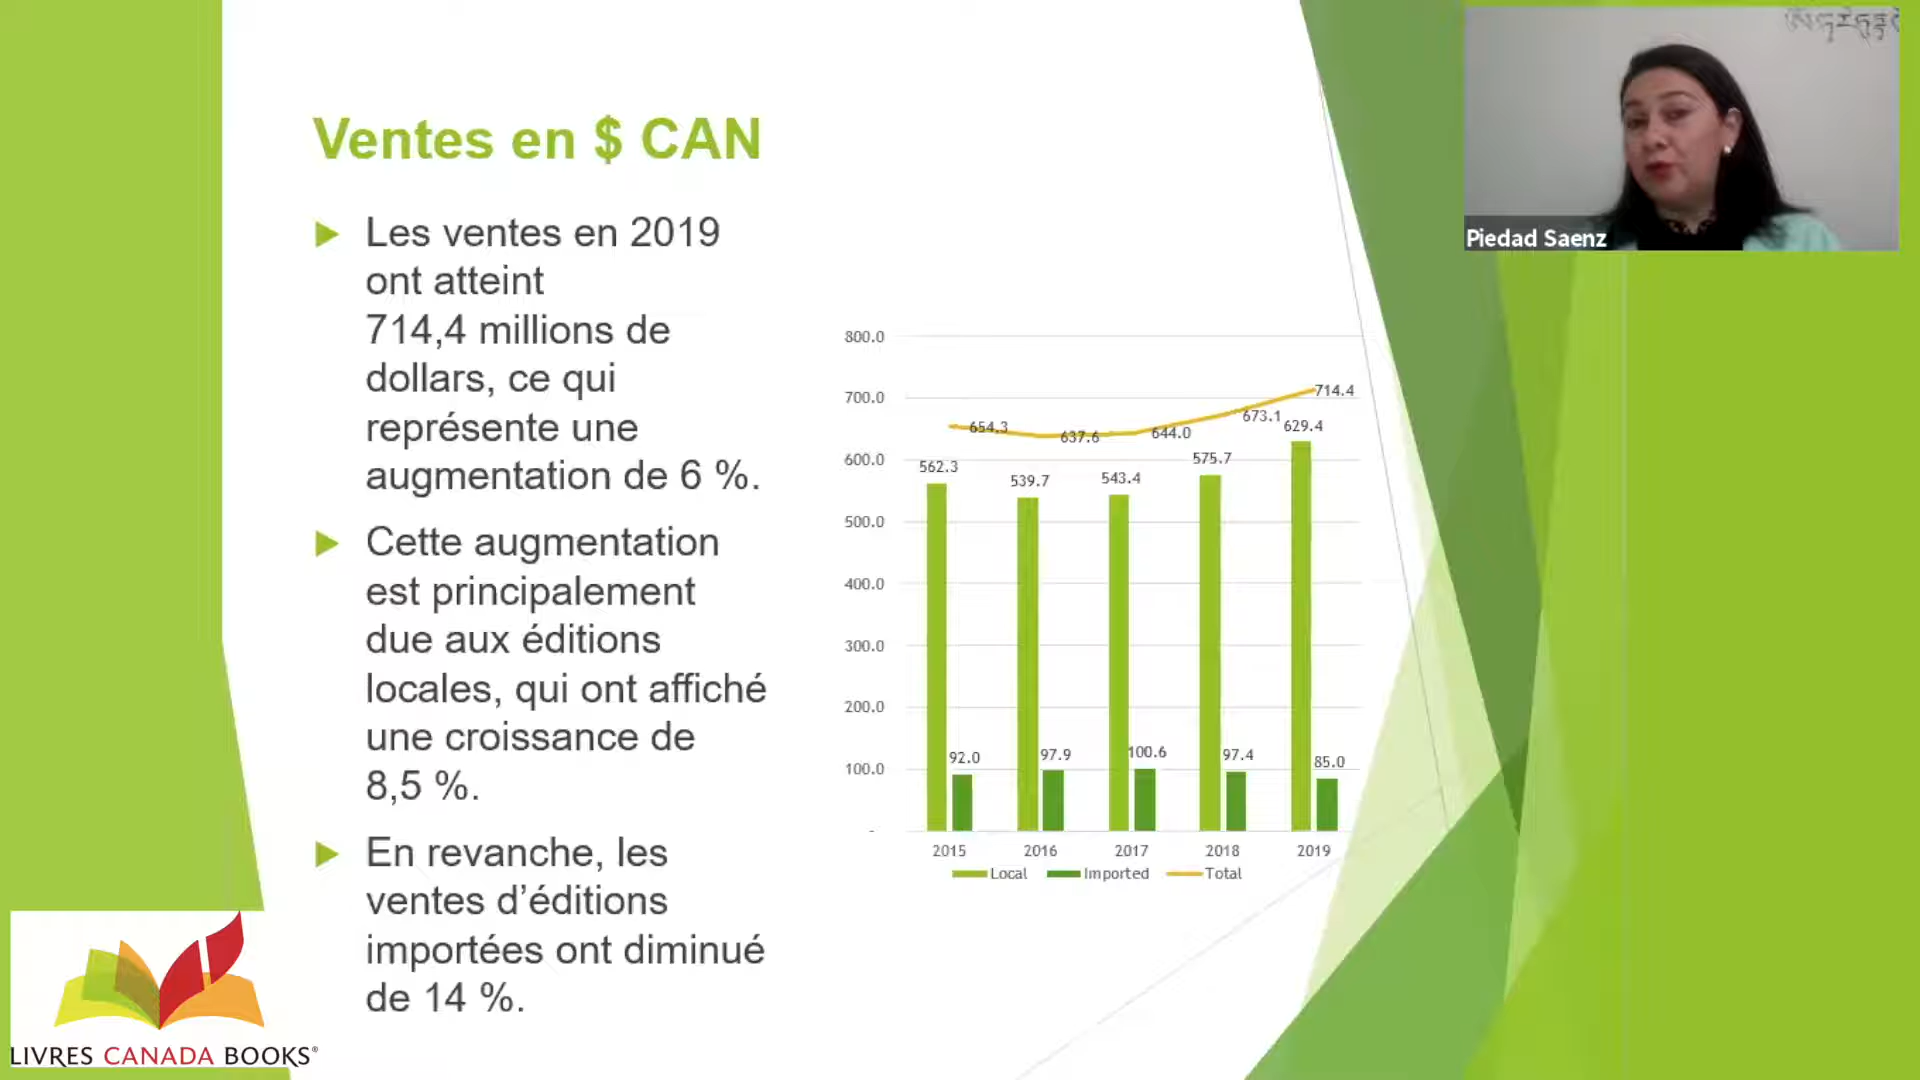 Ventes en $ CAN
Les ventes en 2019
ont atteint
714,4 millions de
dollars, ce qui
représente une
augmentation de 6 %.
Cette augmentation
est principalement
due aux éditions
locales, qui ont affiché
une croissance de
8,5 %.
En revanche, les
ventes d’éditions
importées ont diminué
de 14 %.
800.0
700.0
600.0
500.0
400.0
300.0
200.0
100.0
-
654.3
637.6
644.0
673.1
714.4
562.3
539.7
543.4
575.7
629.4
92.0
97.9
100.6
97.4
85.0
2015 2016 2017 2018 2019
Local Imported Total
Piedad Saenz
LIVRES CANADA BOOKS®